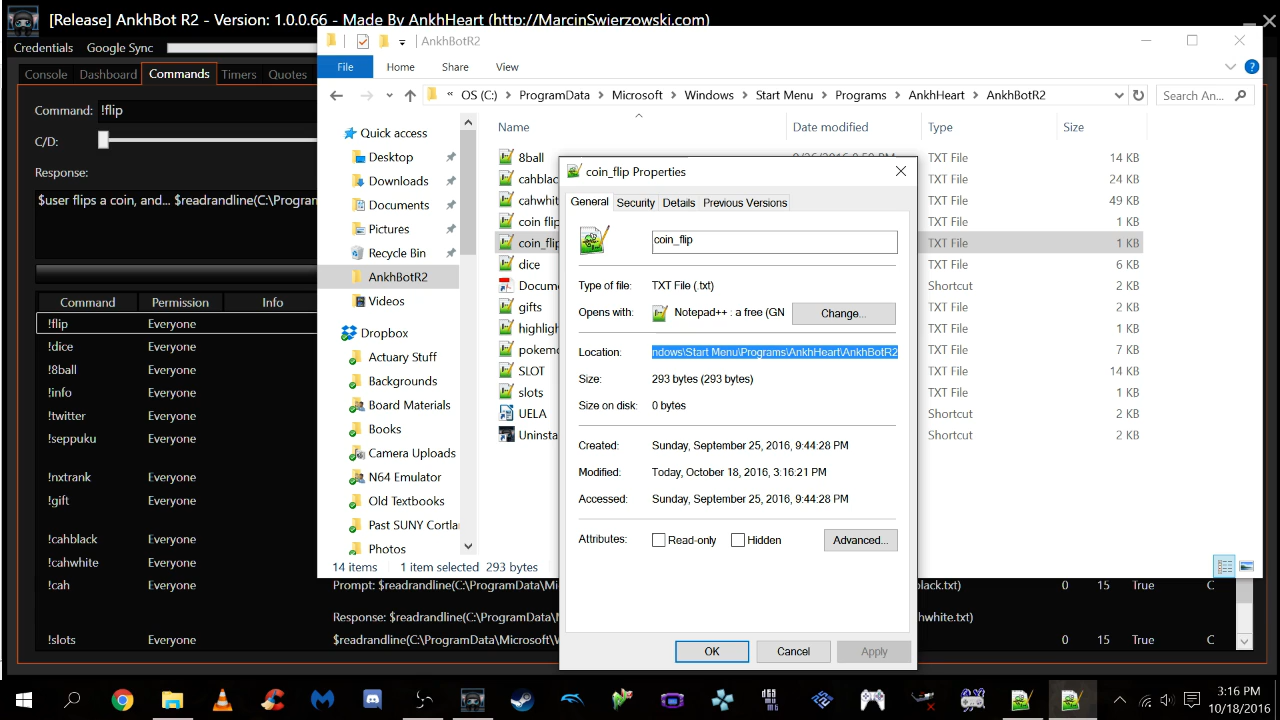 [Release] AnkhBot R2 - Version: 1.0.0.66 - Made By AnkhHeart (http://MarcinSwierzowski.com)
Credentials Google Sync
Console Dashboard Commands Timers Quotes
Command: !flip
C/D:
Response:
$user flips a coin, and... $readrandline(C:\Program
Command Permission Info
!flip Everyone
!dice Everyone
!8ball Everyone
!info Everyone
!twitter Everyone
!seppuku Everyone
!nxtrank Everyone
!gift Everyone
!cahblack Everyone
!cahwhite Everyone
!cah Everyone Prompt: $readrandline(C:\ProgramData\Mi black.txt) 0 15 True C
Response: $readrandline(C:\ProgramData\M hwhite.txt)
!slots Everyone $readrandline(C:\ProgramData\Microsoft\W 0 15 True C
AnkhBotR2
File Home Share View
« OS (C:) › ProgramData › Microsoft › Windows › Start Menu › Programs › AnkhHeart › AnkhBotR2
Search An...
Quick access
Desktop
Downloads
Documents
Pictures
Recycle Bin
AnkhBotR2
Videos
Dropbox
Actuary Stuff
Backgrounds
Board Materials
Books
Camera Uploads
N64 Emulator
Old Textbooks
Past SUNY Cortla
Photos
Name Date modified Type Size
8ball TXT File 14 KB
cahblac TXT File 24 KB
cahwhit TXT File 49 KB
coin flip TXT File 1 KB
coin_flip TXT File 1 KB
dice TXT File 6 KB
Docume Shortcut 2 KB
gifts TXT File 2 KB
highligh TXT File 1 KB
pokemo TXT File 7 KB
SLOT TXT File 14 KB
slots TXT File 1 KB
UELA Shortcut 2 KB
Uninsta Shortcut 2 KB
14 items 1 item selected 293 bytes
coin_flip Properties
General Security Details Previous Versions
coin_flip
Type of file: TXT File (.txt)
Opens with: Notepad++ : a free (GN Change...
Location: ndows\Start Menu\Programs\AnkhHeart\AnkhBotR2
Size: 293 bytes (293 bytes)
Size on disk: 0 bytes
Created: Sunday, September 25, 2016, 9:44:28 PM
Modified: Today, October 18, 2016, 3:16:21 PM
Accessed: Sunday, September 25, 2016, 9:44:28 PM
Attributes: Read-only Hidden Advanced...
OK Cancel Apply
3:16 PM
10/18/2016